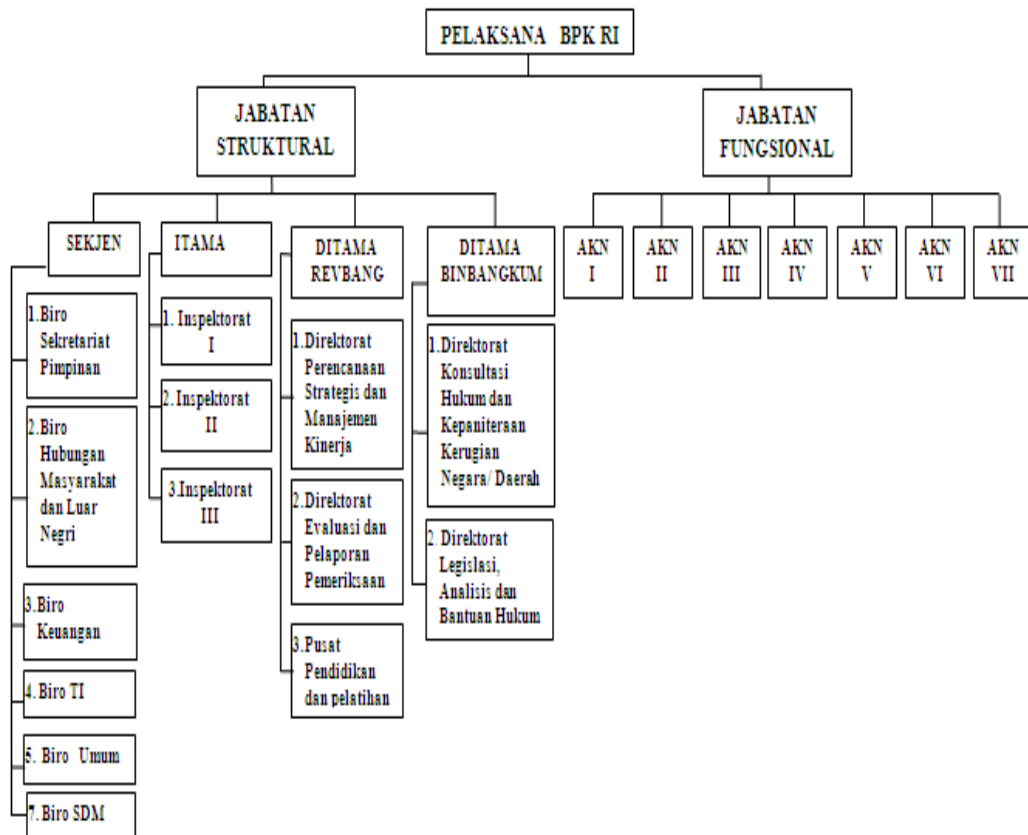 PELAKSANA BPK RI
JABATAN
STRUKTURAL
JABATAN
FUNGSIONAL
SEKJEN
1.Biro
Sekretariat
Pimpinan
2.Biro
Hubungan
Masyarakat
dan Luar
Negri
3.Biro
Keuangan
4. Biro TI
5. Biro Umum
7. Biro SDM
ITAMA
1. Inspektorat
I
2. Inspektorat
II
3.Inspektorat
III
DITAMA
REVBANG
1.Direktorat
Perencanaan
Strategis dan
Manajemen
Kinerja
2.Direktorat
Evaluasi dan
Pelaporan
Pemeriksaan
3.Pusat
Pendidikan
dan pelatihan
DITAMA
BINBANGKUM
1.Direktorat
Konsultasi
Hukum dan
Kepaniteraan
Kerugian
Negara/ Daerah
2. Direktorat
Legislasi,
Analisis dan
Bantuan Hukum
AKN
I
AKN
II
AKN
III
AKN
IV
AKN
V
AKN
VI
AKN
VII